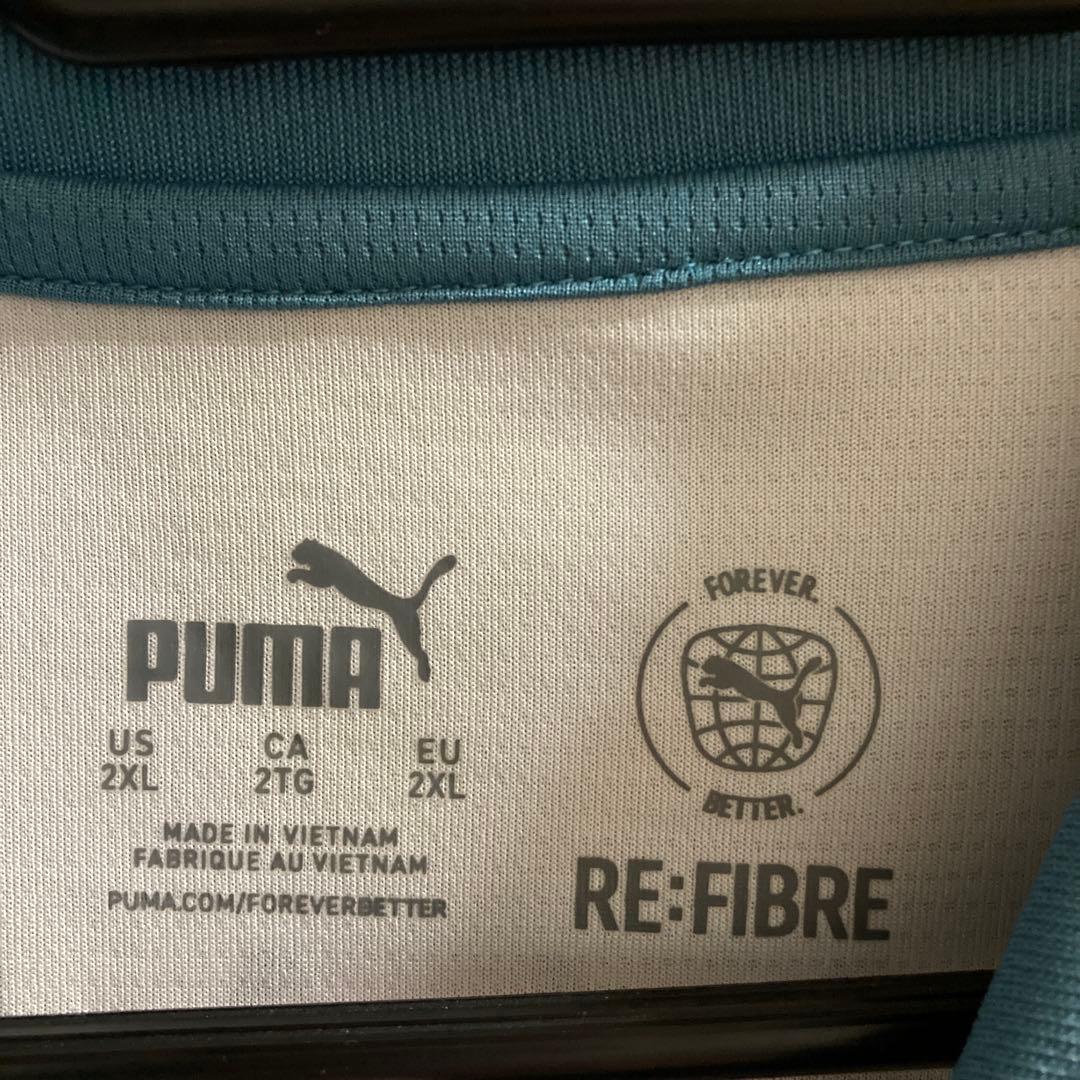 PUMA
US CA EU
2XL 2TG 2XL
MADE IN VIETNAM
FABRIQUE AU VIETNAM
PUMA.COM/FOREVERBETTER
FOREVER.
BETTER.
RE:FIBRE